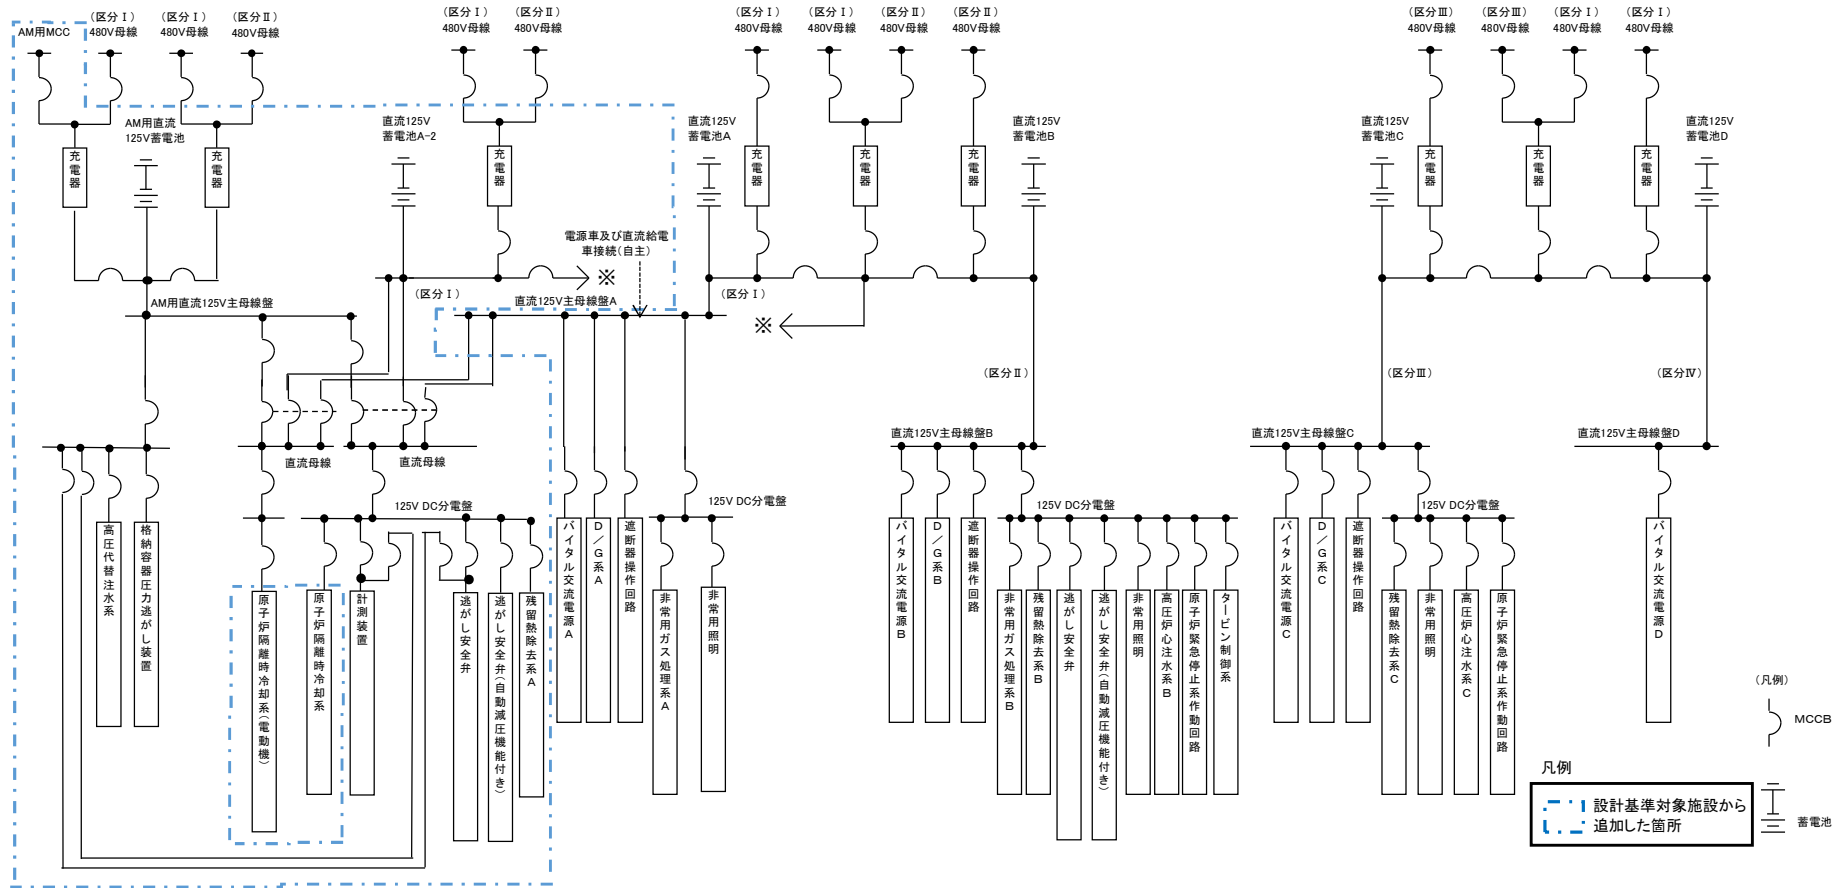 (区分Ⅰ)
(区分Ⅰ)
(区分Ⅱ)
AM用MCC
480V母線
480V母線
480V母線
(区分Ⅰ)
(区分Ⅱ)
480V母線
480V母線
(区分Ⅰ)
(区分Ⅰ)
(区分Ⅱ)
(区分Ⅱ)
480V母線
480V母線
480V母線
480V母線
(区分Ⅲ)
(区分Ⅲ)
(区分Ⅰ)
(区分Ⅰ)
480V母線
480V母線
480V母線
480V母線
AM用直流
125V蓄電池
直流125V
蓄電池A-2
直流125V
蓄電池A
直流125V
蓄電池B
直流125V
蓄電池C
直流125V
蓄電池D
充電器
充電器
充電器
充電器
充電器
充電器
充電器
充電器
充電器
電源車及び直流給電
車接続(自主)
※
(区分Ⅰ)
(区分Ⅰ)
AM用直流125V主母線盤
直流125V主母線盤A
※
(区分Ⅱ)
(区分Ⅲ)
(区分Ⅳ)
直流125V主母線盤B
直流125V主母線盤C
直流125V主母線盤D
直流母線
直流母線
125V DC分電盤
125V DC分電盤
125V DC分電盤
125V DC分電盤
高圧代替注水系
格納容器圧力逃がし装置
原子炉隔離時冷却系(電動機)
原子炉隔離時冷却系
計測装置
逃がし安全弁
逃がし安全弁(自動減圧機能付き)
残留熱除去系A
バイタル交流電源A
D/G系A
遮断器操作回路
非常用ガス処理系A
非常用照明
バイタル交流電源B
D/G系B
遮断器操作回路
非常用ガス処理系B
残留熱除去系B
逃がし安全弁
逃がし安全弁(自動減圧機能付き)
非常用照明
高圧炉心注水系B
原子炉緊急停止系作動回路
タービン制御系
バイタル交流電源C
D/G系C
遮断器操作回路
残留熱除去系C
非常用照明
高圧炉心注水系C
原子炉緊急停止系作動回路
バイタル交流電源D
(凡例)
MCCB
蓄電池
凡例
設計基準対象施設から
追加した箇所